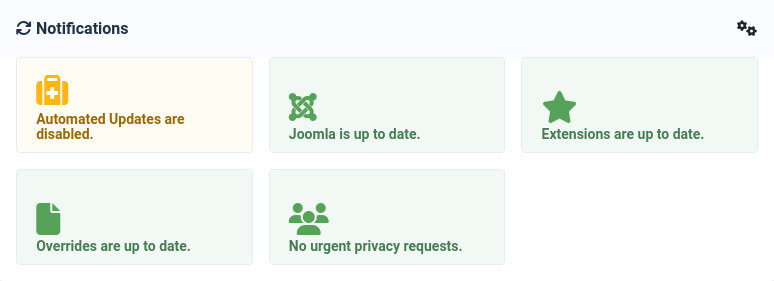 Notifications
Automated Updates are
disabled.
Joomla is up to date.
Extensions are up to date.
Overrides are up to date.
No urgent privacy requests.